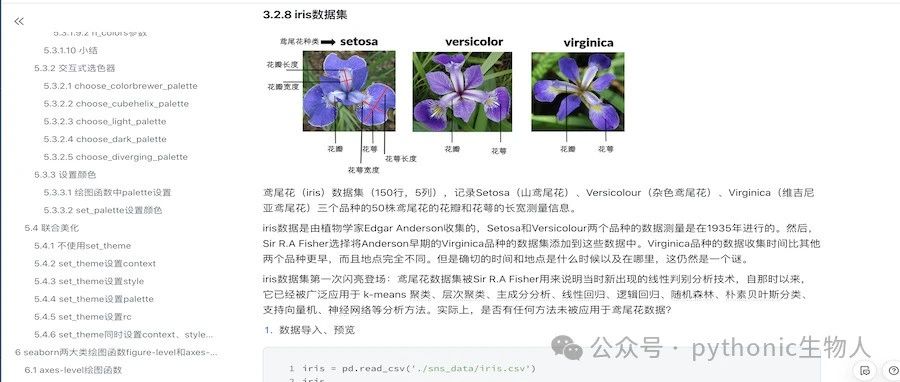 5.3.1.9.2 n_colors参数
5.3.1.10 小结
5.3.2 交互式选色器
5.3.2.1 choose_colorbrewer_palette
5.3.2.2 choose_cubehelix_palette
5.3.2.3 choose_light_palette
5.3.2.4 choose_dark_palette
5.3.2.5 choose_diverging_palette
5.3.3 设置颜色
5.3.3.1 绘图函数中palette设置
5.3.3.2 set_palette设置颜色
5.4 联合美化
5.4.1 不使用set_theme
5.4.2 set_theme设置context
5.4.3 set_theme设置style
5.4.4 set_theme设置palette
5.4.5 set_theme设置rc
5.4.6 set_theme同时设置context、style...
6 seaborn两大类绘图函数figure-level和axes-...
6.1 axes-level绘图函数
3.2.8 iris数据集
鸢尾花种类 setosa versicolor virginica
花瓣长度
花瓣宽度
花瓣 花萼 花瓣 花萼 花瓣 花萼
花萼长度
花萼宽度
鸢尾花（iris）数据集（150行，5列），记录Setosa（山鸢尾花）、Versicolour（杂色鸢尾花）、Virginica（维吉尼
亚鸢尾花）三个品种的50株鸢尾花的花瓣和花萼的长宽测量信息。
iris数据是由植物学家Edgar Anderson收集的，Setosa和Versicolour两个品种的数据测量是在1935年进行的。然后，
Sir R.A Fisher选择将Anderson早期的Virginica品种的数据集添加到这些数据中。Virginica品种的数据收集时间比其他
两个品种更早，而且地点完全不同。但是确切的时间和地点是什么时候以及在哪里，这仍然是一个谜。
iris数据集第一次闪亮登场：鸢尾花数据集被Sir R.A Fisher用来说明当时新出现的线性判别分析技术，自那时以来，
它已经被广泛应用于 k-means 聚类、层次聚类、主成分分析、线性回归、逻辑回归、随机森林、朴素贝叶斯分类、
支持向量机、神经网络等分析方法。实际上，是否有任何方法未被应用于鸢尾花数据?
1. 数据导入、预览
1 iris = pd.read_csv('./sns_data/iris.csv')
2 iris
公众号 · pythonic生物人